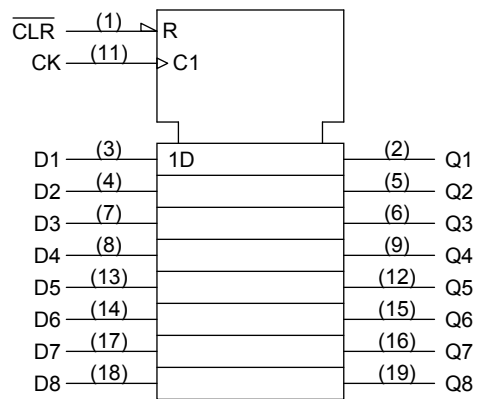 C̅L̅R̅ (1) R
CK (11) C1
D1 (3) 1D (2) Q1
D2 (4) (5) Q2
D3 (7) (6) Q3
D4 (8) (9) Q4
D5 (13) (12) Q5
D6 (14) (15) Q6
D7 (17) (16) Q7
D8 (18) (19) Q8